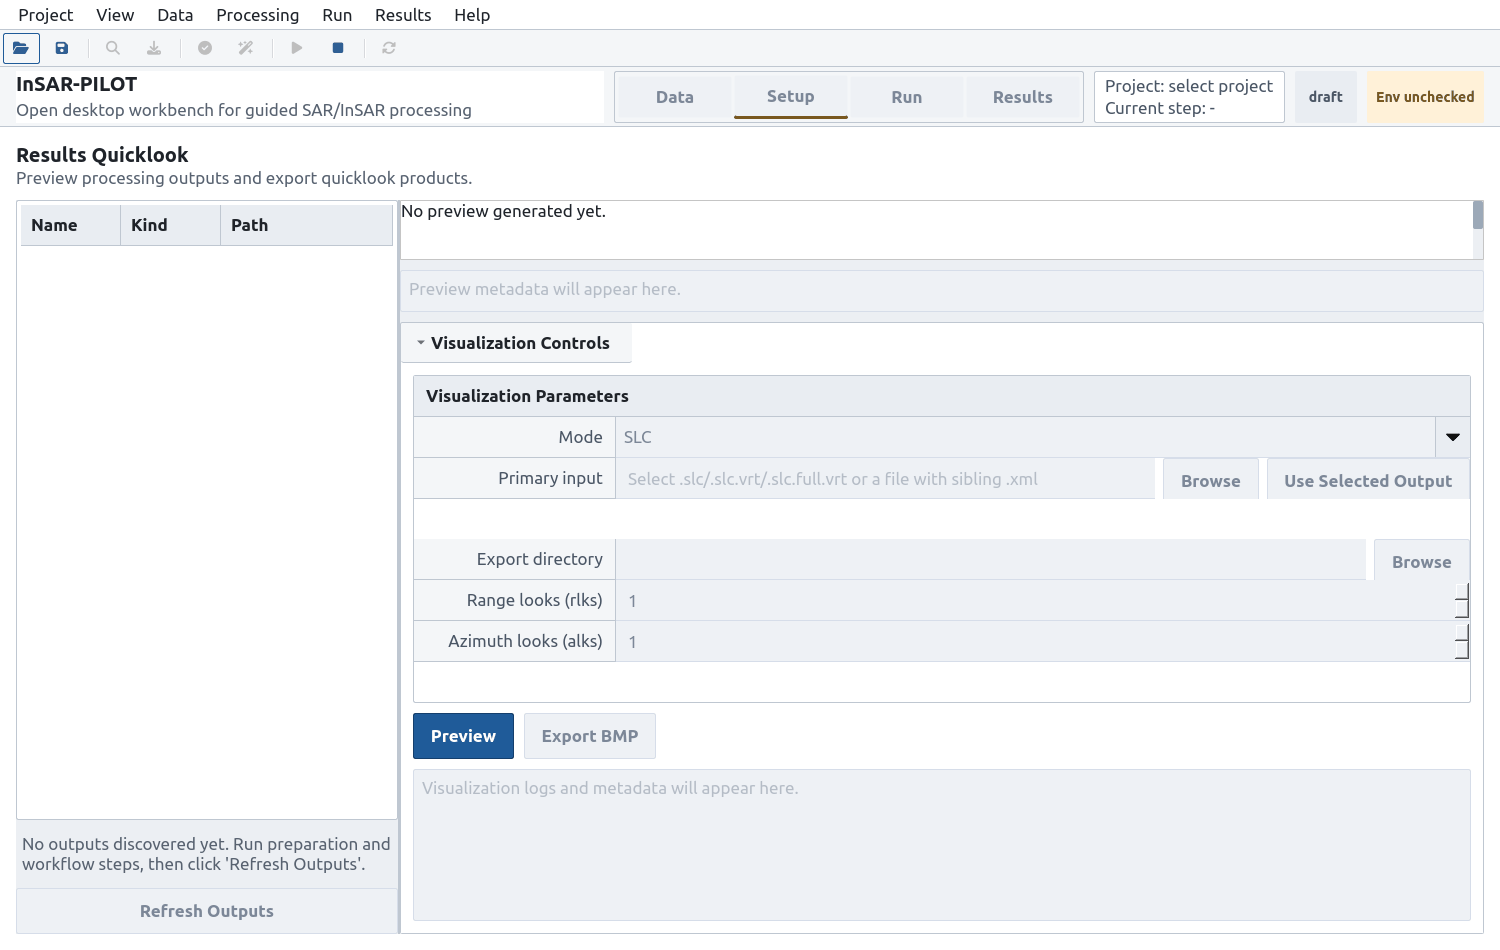 Project View Data Processing Run Results Help
InSAR-PILOT
Open desktop workbench for guided SAR/InSAR processing
Data Setup Run Results
Project: select project
Current step: -
draft
Env unchecked
Results Quicklook
Preview processing outputs and export quicklook products.
Name Kind Path
No outputs discovered yet. Run preparation and
workflow steps, then click 'Refresh Outputs'.
Refresh Outputs
No preview generated yet.
Preview metadata will appear here.
Visualization Controls
Visualization Parameters
Mode SLC
Primary input Select .slc/.slc.vrt/.slc.full.vrt or a file with sibling .xml Browse Use Selected Output
Export directory Browse
Range looks (rlks) 1
Azimuth looks (alks) 1
Preview Export BMP
Visualization logs and metadata will appear here.